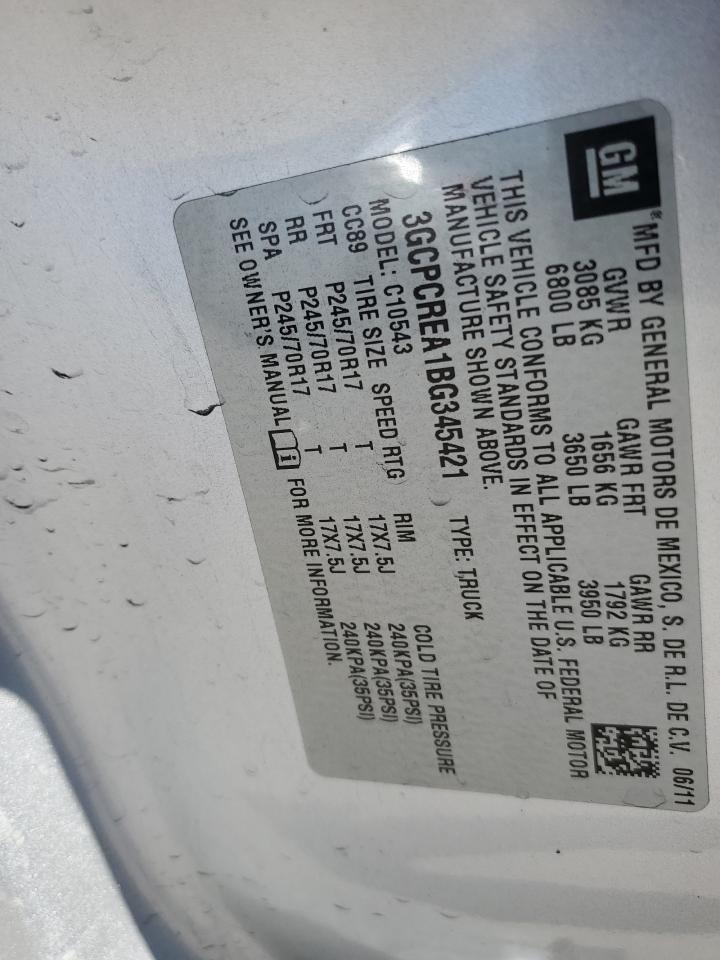 GM
® MFD BY GENERAL MOTORS DE MEXICO, S. DE R.L. DE C.V. 06/11
GVWR GAWR FRT GAWR RR
3085 KG 1656 KG 1792 KG
6800 LB 3650 LB 3950 LB
THIS VEHICLE CONFORMS TO ALL APPLICABLE U.S. FEDERAL MOTOR
VEHICLE SAFETY STANDARDS IN EFFECT ON THE DATE OF
MANUFACTURE SHOWN ABOVE.
3GCPCREA1BG345421 TYPE: TRUCK
MODEL: C10543
CC89 TIRE SIZE SPEED RTG RIM COLD TIRE PRESSURE
FRT P245/70R17 T 17X7.5J 240KPA(35PSI)
RR P245/70R17 T 17X7.5J 240KPA(35PSI)
SPA P245/70R17 T 17X7.5J 240KPA(35PSI)
SEE OWNER'S MANUAL i FOR MORE INFORMATION.